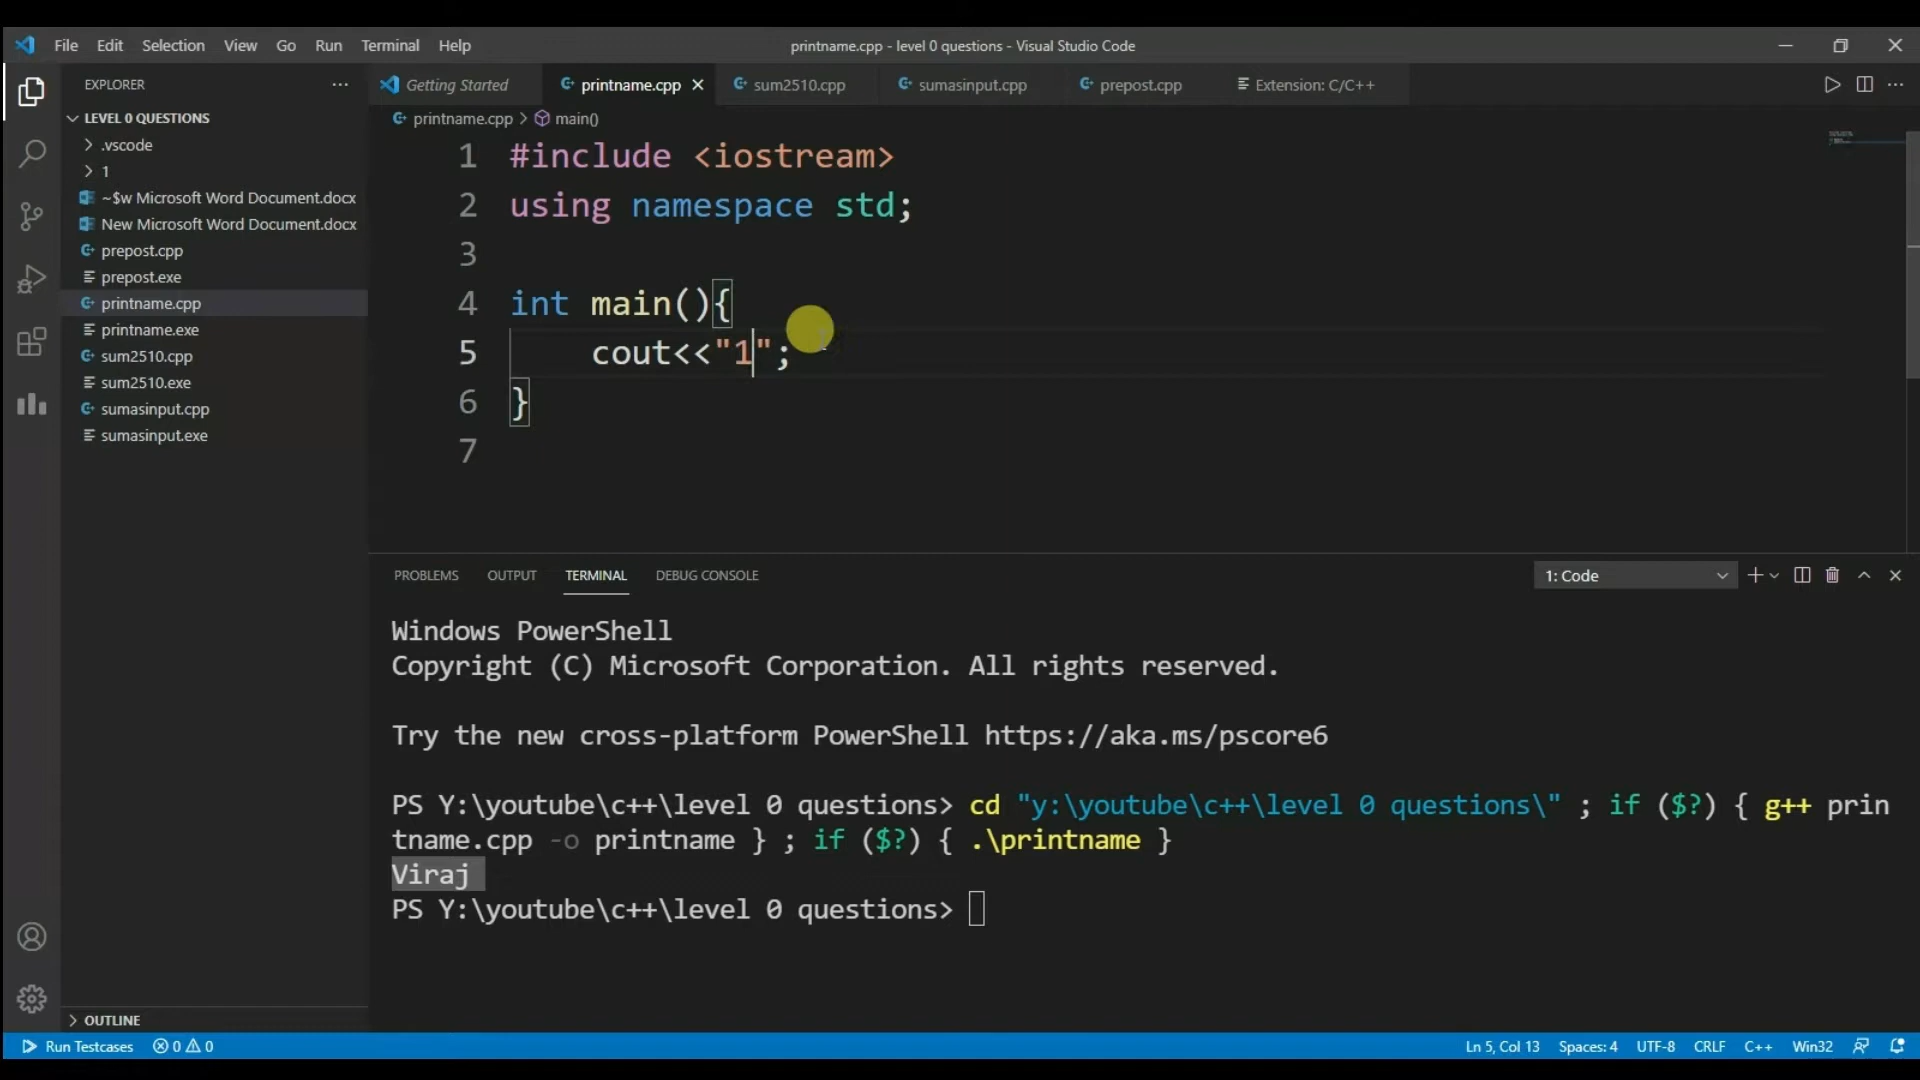 File Edit Selection View Go Run Terminal Help
printname.cpp - level 0 questions - Visual Studio Code
EXPLORER
Getting Started
printname.cpp
sum2510.cpp
sumasinput.cpp
prepost.cpp
Extension: C/C++
LEVEL 0 QUESTIONS
.vscode
1
~$w Microsoft Word Document.docx
New Microsoft Word Document.docx
prepost.cpp
prepost.exe
printname.cpp
printname.exe
sum2510.cpp
sum2510.exe
sumasinput.cpp
sumasinput.exe
OUTLINE
printname.cpp > main()
1 #include <iostream>
2 using namespace std;
3
4 int main(){
5 cout<<"1";
6 }
7
PROBLEMS OUTPUT TERMINAL DEBUG CONSOLE
1: Code
Windows PowerShell
Copyright (C) Microsoft Corporation. All rights reserved.
Try the new cross-platform PowerShell https://aka.ms/pscore6
PS Y:\youtube\c++\level 0 questions> cd "y:\youtube\c++\level 0 questions\" ; if ($?) { g++ prin
tname.cpp -o printname } ; if ($?) { .\printname }
Viraj
PS Y:\youtube\c++\level 0 questions>
Run Testcases 0 0
Ln 5, Col 13 Spaces: 4 UTF-8 CRLF C++ Win32